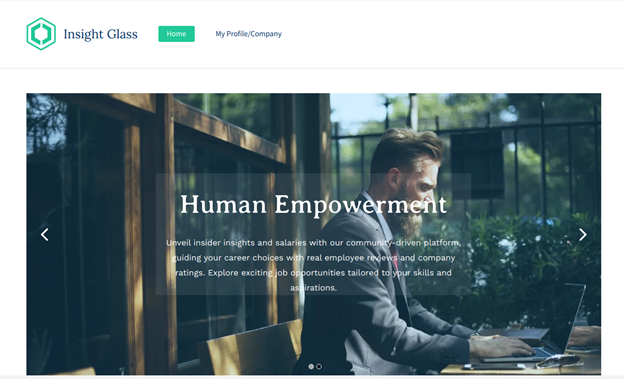 Insight Glass
Home
My Profile/Company
Human Empowerment
Unveil insider insights and salaries with our community-driven platform,
guiding your career choices with real employee reviews and company
ratings. Explore exciting job opportunities tailored to your skills and
aspirations.